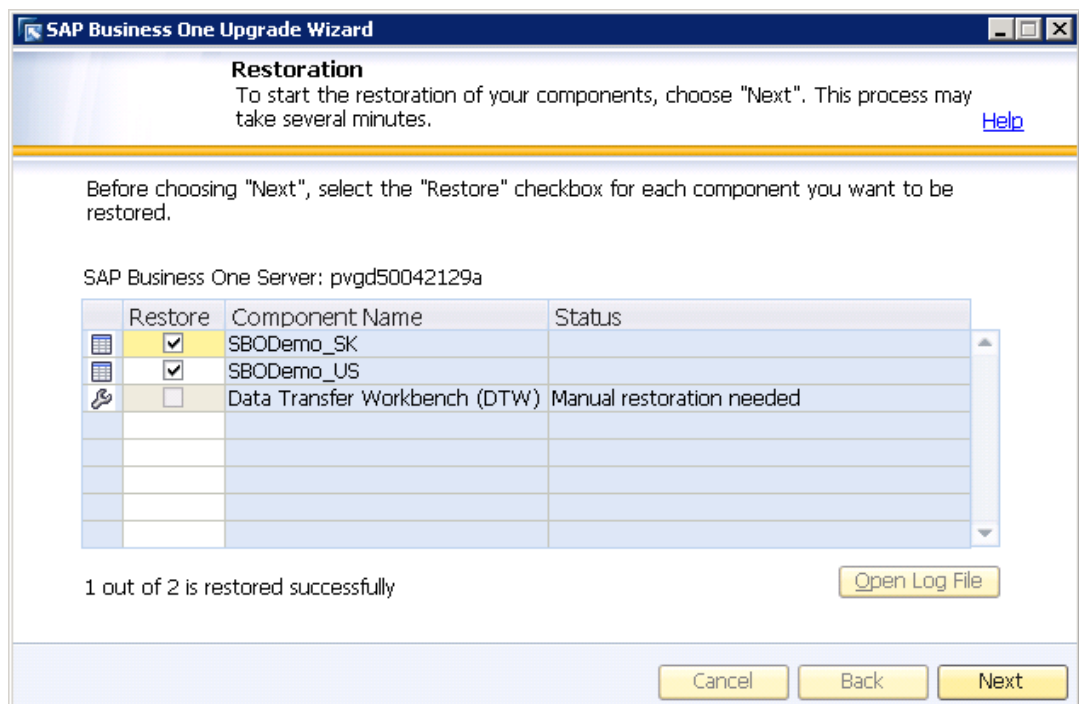 SAP Business One Upgrade Wizard
Restoration
To start the restoration of your components, choose "Next". This process may
take several minutes.
Help
Before choosing "Next", select the "Restore" checkbox for each component you want to be
restored.
SAP Business One Server: pvgd50042129a
Restore Component Name Status
SBODemo_SK
SBODemo_US
Data Transfer Workbench (DTW) Manual restoration needed
1 out of 2 is restored successfully
Open Log File
Cancel Back Next